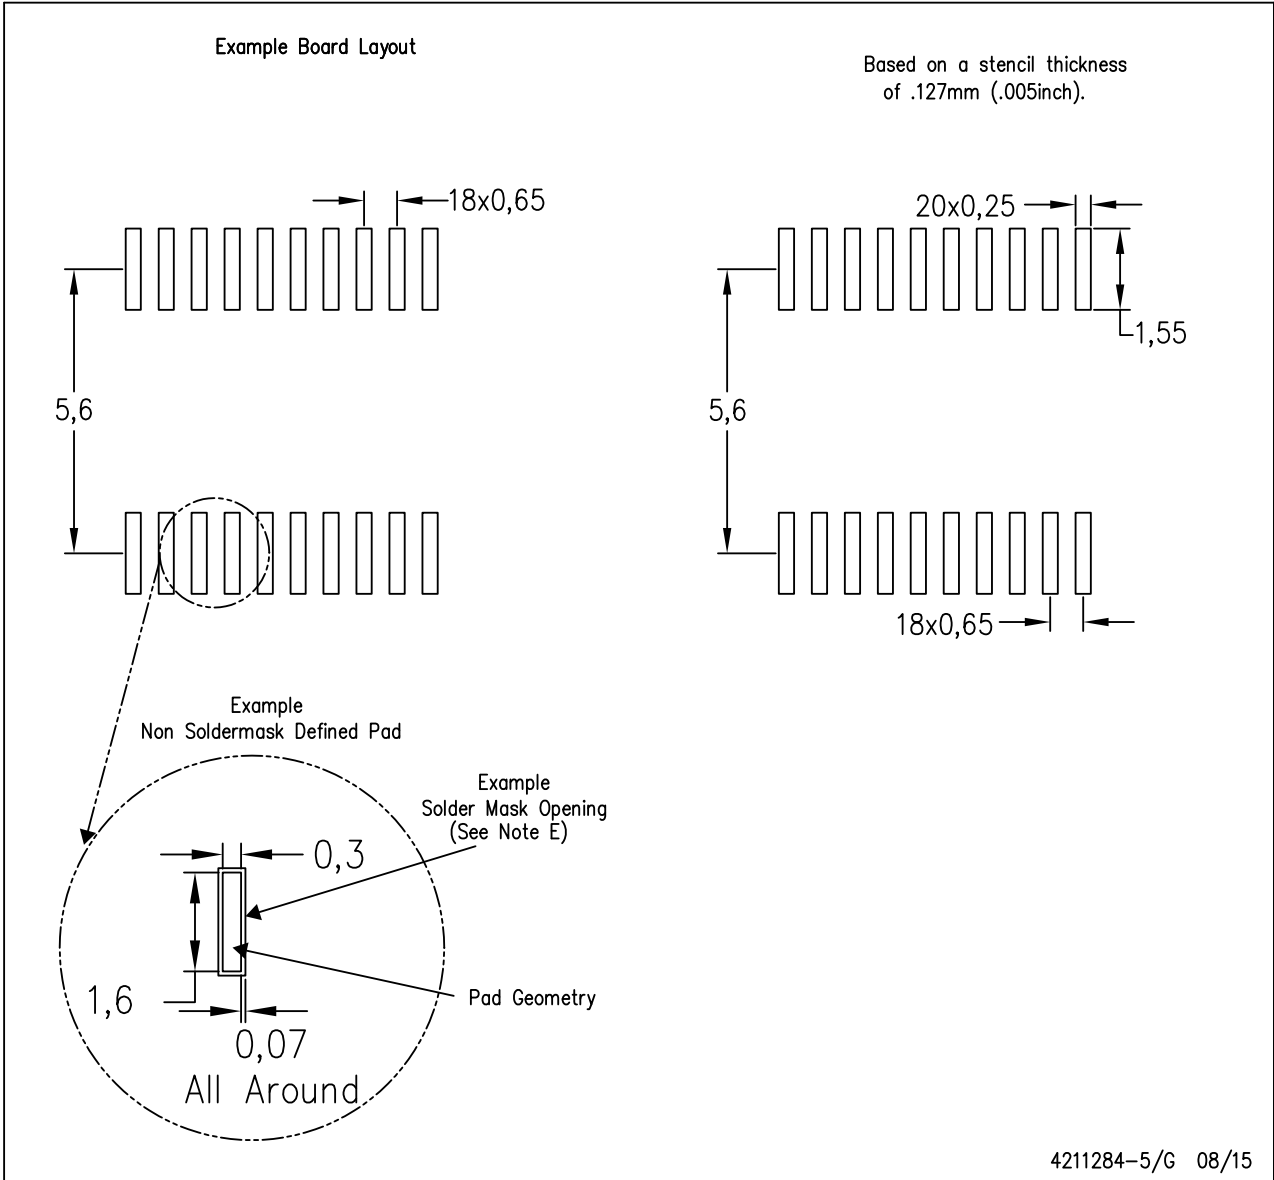 Example Board Layout
Based on a stencil thickness
of .127mm (.005inch).
18x0,65
5,6
20x0,25
1,55
5,6
18x0,65
Example
Non Soldermask Defined Pad
Example
Solder Mask Opening
(See Note E)
0,3
1,6
Pad Geometry
0,07
All Around
4211284-5/G 08/15